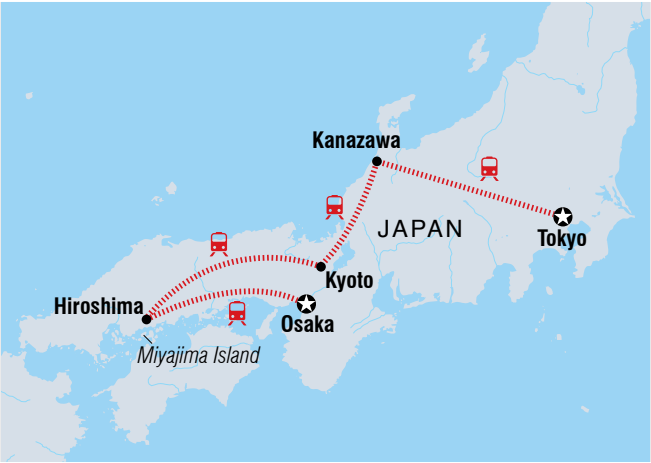 Kanazawa
JAPAN
Tokyo
Kyoto
Hiroshima
Osaka
Miyajima Island